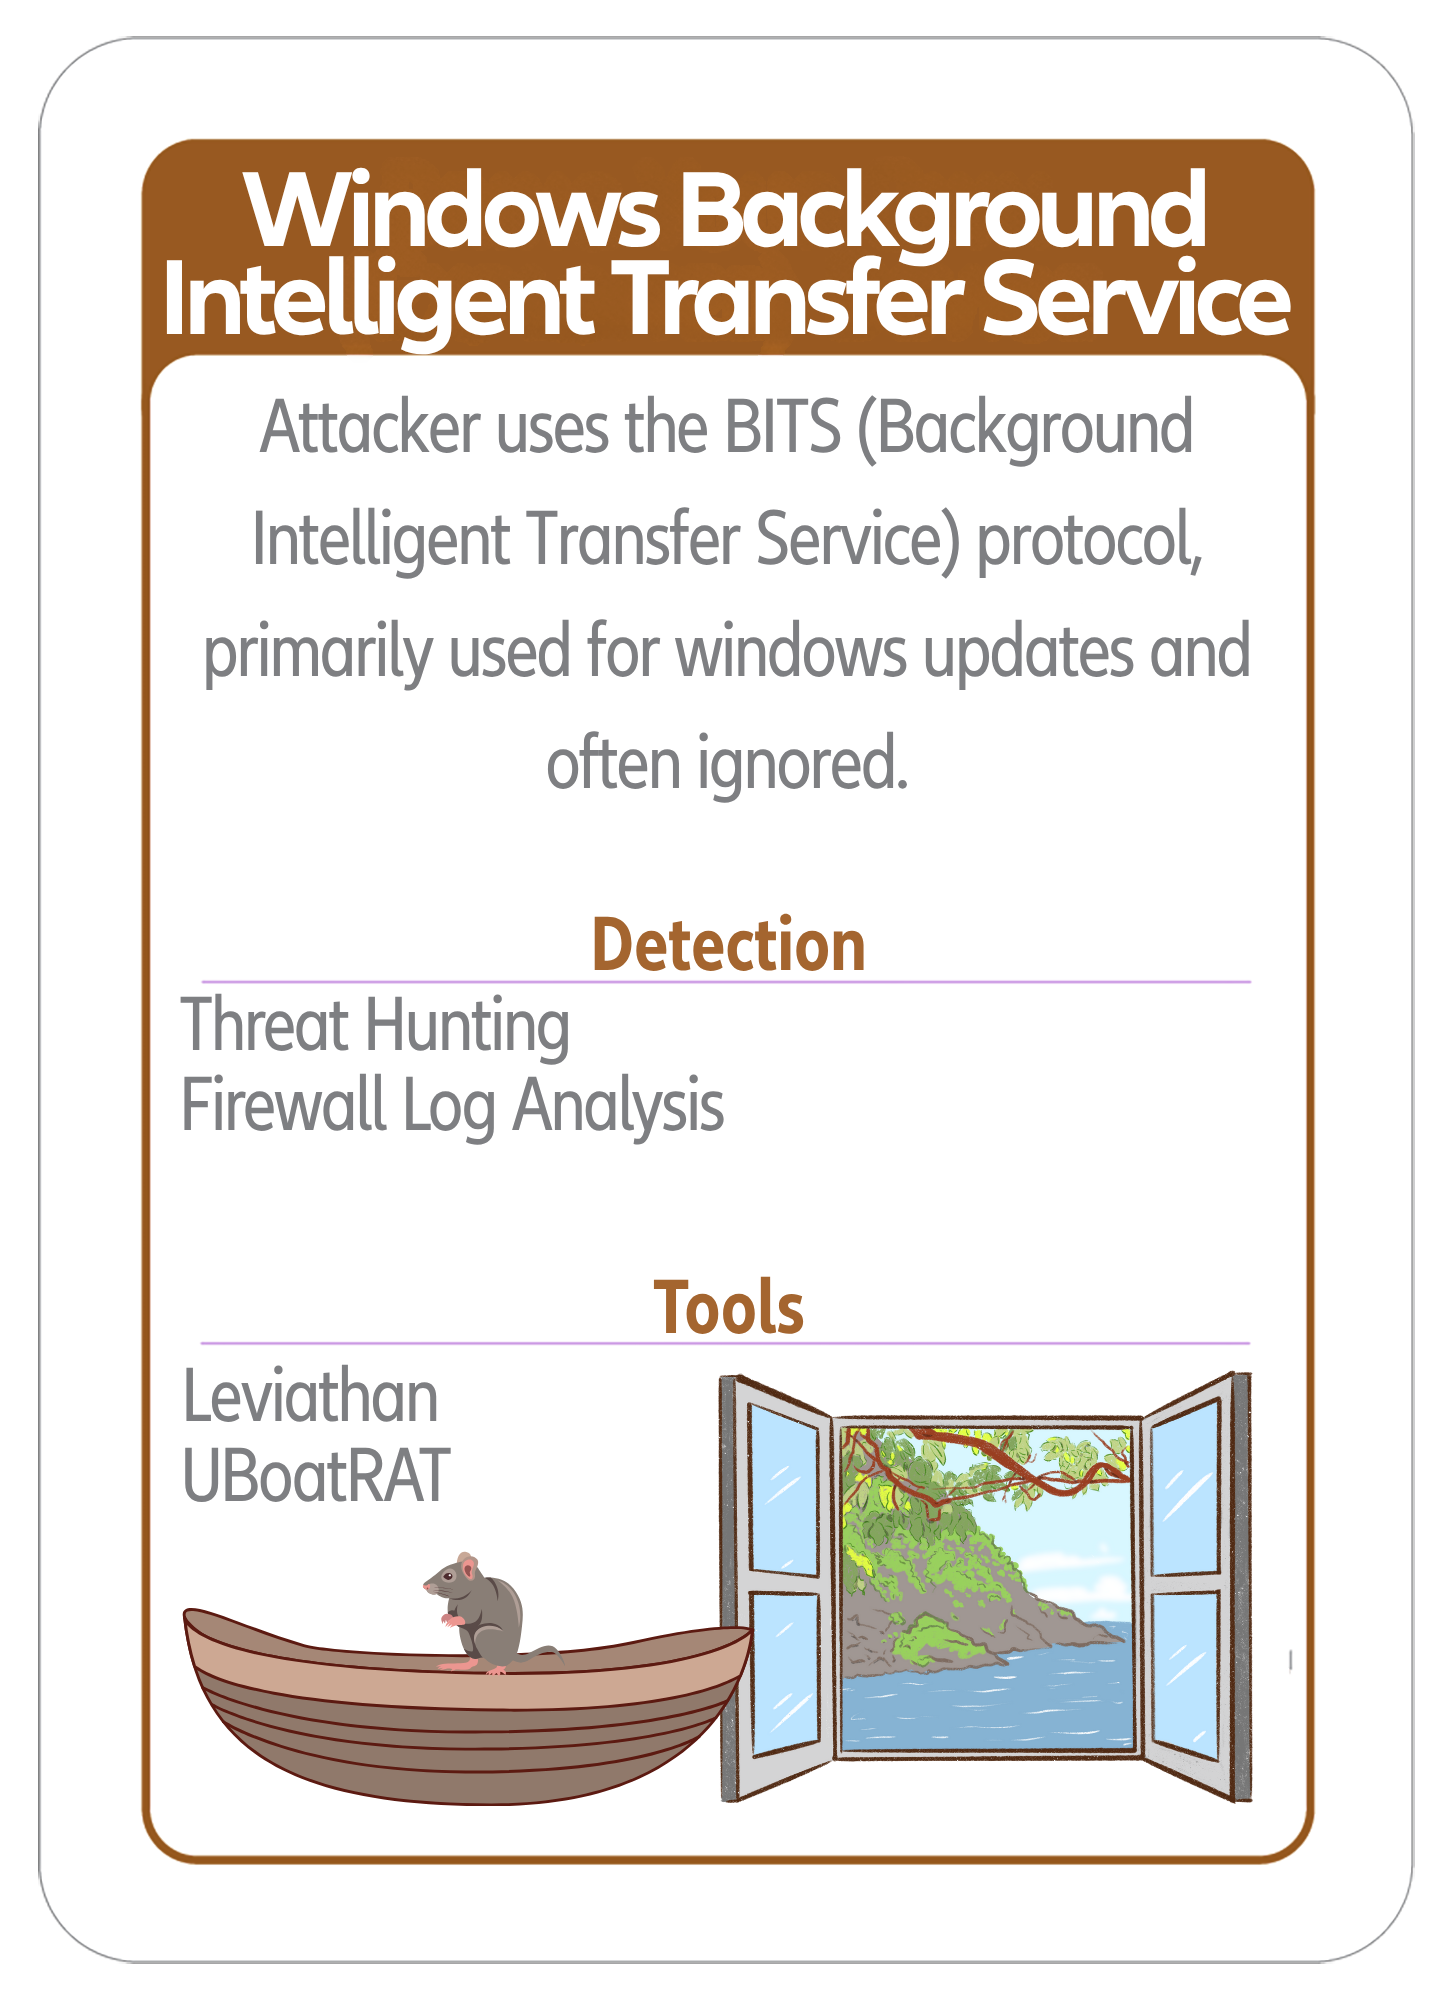 Windows Background
Intelligent Transfer Service
Attacker uses the BITS (Background
Intelligent Transfer Service) protocol,
primarily used for windows updates and
often ignored.
Detection
Threat Hunting
Firewall Log Analysis
Tools
Leviathan
UBoatRAT